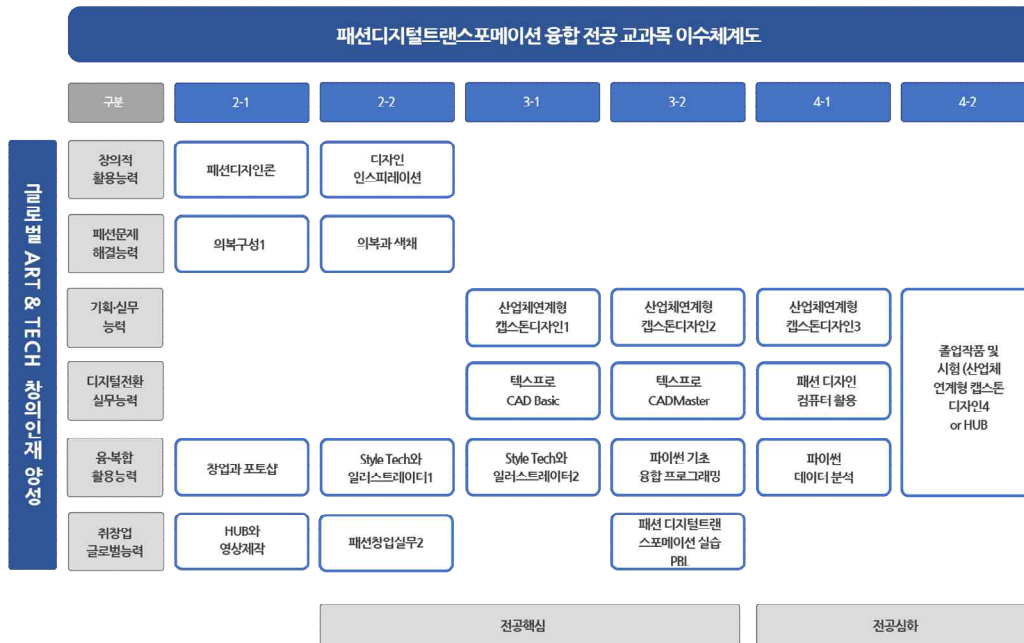 패션디지털트랜스포메이션 융합 전공 교과목 이수체계도
구분
2-1
2-2
3-1
3-2
4-1
4-2
글로벌 ART & TECH 창의인재 양성
창의적
활용능력
패션디자인론
디자인
인스피레이션
패션문제
해결능력
의복구성1
의복과 색채
기획·실무
능력
산업체연계형
캡스톤디자인1
산업체연계형
캡스톤디자인2
산업체연계형
캡스톤디자인3
졸업작품 및
시험 (산업체
연계형 캡스톤
디자인4
or HUB
디지털전환
실무능력
텍스프로
CAD Basic
텍스프로
CADMaster
패션 디자인
컴퓨터 활용
융·복합
활용능력
창업과 포토샵
Style Tech와
일러스트레이터1
Style Tech와
일러스트레이터2
파이썬 기초
융합 프로그래밍
파이썬
데이터 분석
취창업
글로벌능력
HUB와
영상제작
패션창업실무2
패션 디지털트랜
스포메이션 실습
PBL
전공핵심
전공심화